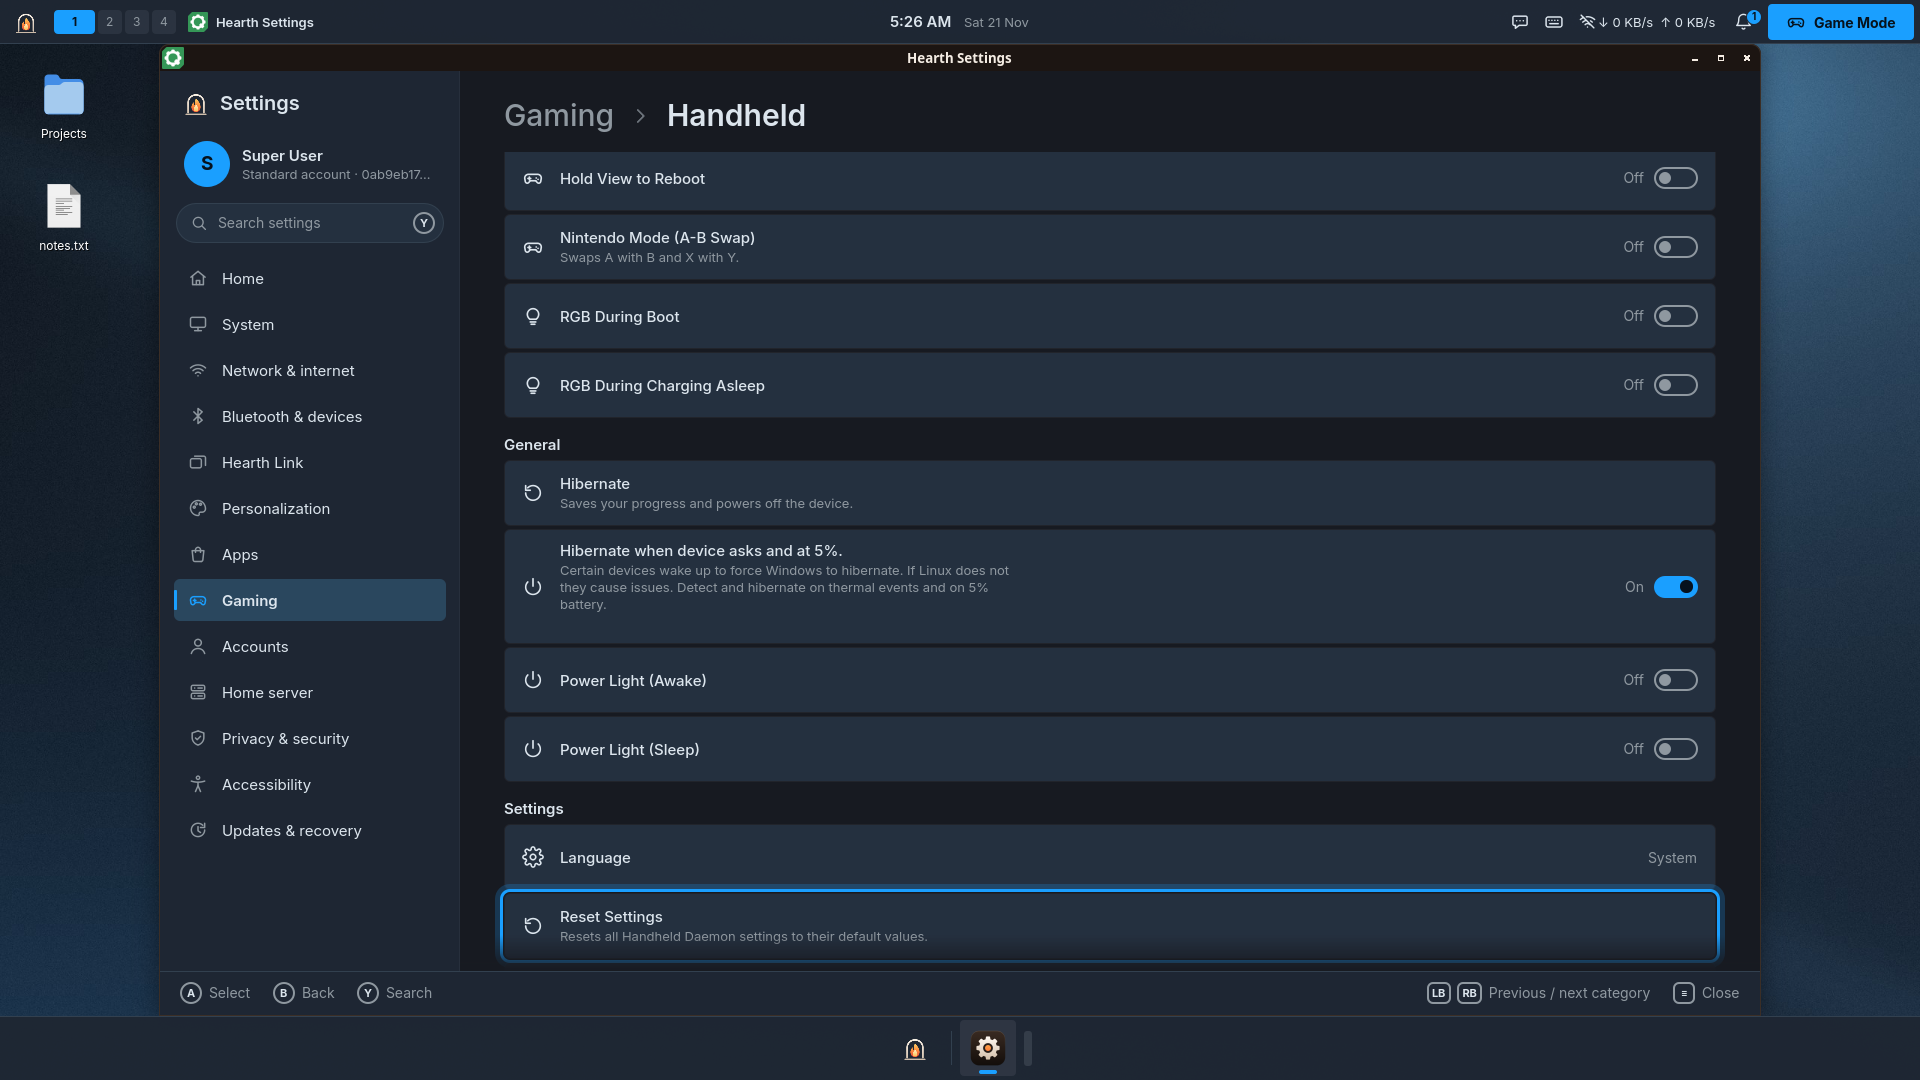 1
2
3
4
Hearth Settings
5:26 AM
Sat 21 Nov
↓ 0 KB/s ↑ 0 KB/s
1
Game Mode
Hearth Settings
Projects
notes.txt
Settings
S
Super User
Standard account · 0ab9eb17...
Search settings
Y
Home
System
Network & internet
Bluetooth & devices
Hearth Link
Personalization
Apps
Gaming
Accounts
Home server
Privacy & security
Accessibility
Updates & recovery
Gaming > Handheld
Hold View to Reboot
Off
Nintendo Mode (A-B Swap)
Swaps A with B and X with Y.
Off
RGB During Boot
Off
RGB During Charging Asleep
Off
General
Hibernate
Saves your progress and powers off the device.
Hibernate when device asks and at 5%.
Certain devices wake up to force Windows to hibernate. If Linux does not
they cause issues. Detect and hibernate on thermal events and on 5%
battery.
On
Power Light (Awake)
Off
Power Light (Sleep)
Off
Settings
Language
System
Reset Settings
Resets all Handheld Daemon settings to their default values.
A Select
B Back
Y Search
LB RB Previous / next category
≡ Close